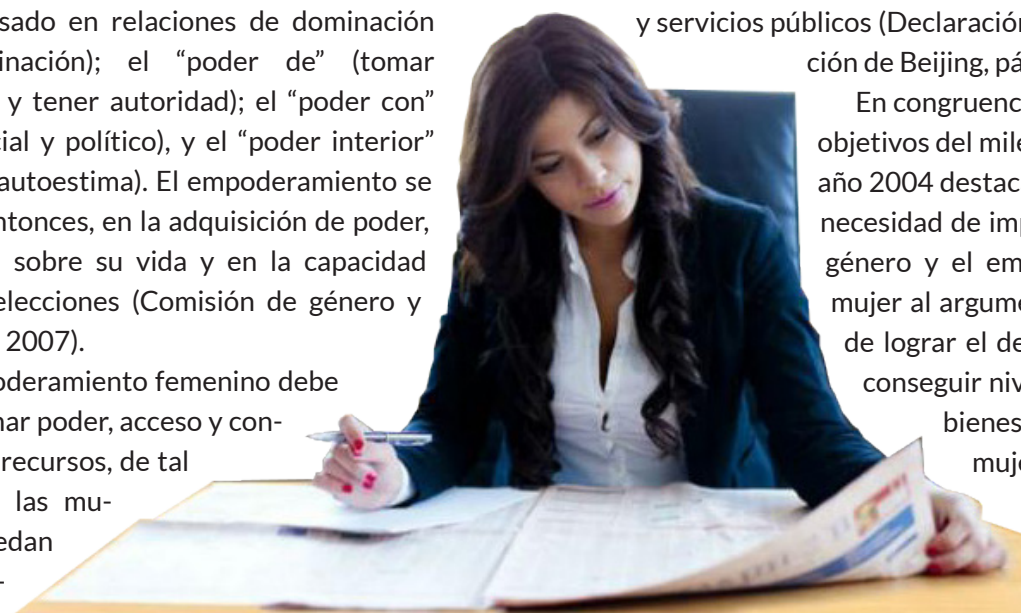 sado en relaciones de dominación
inación); el “poder de” (tomar
y tener autoridad); el “poder con”
ial y político), y el “poder interior”
autoestima). El empoderamiento se
ntonces, en la adquisición de poder,
sobre su vida y en la capacidad
elecciones (Comisión de género y
2007).
oderamiento femenino debe
nar poder, acceso y con-
recursos, de tal
las mu-
edan
-
y servicios públicos (Declaración
ción de Beijing, pá
En congruenc
objetivos del mile
año 2004 destac
necesidad de imp
género y el em
mujer al argume
de lograr el de
conseguir niv
bienes
muje